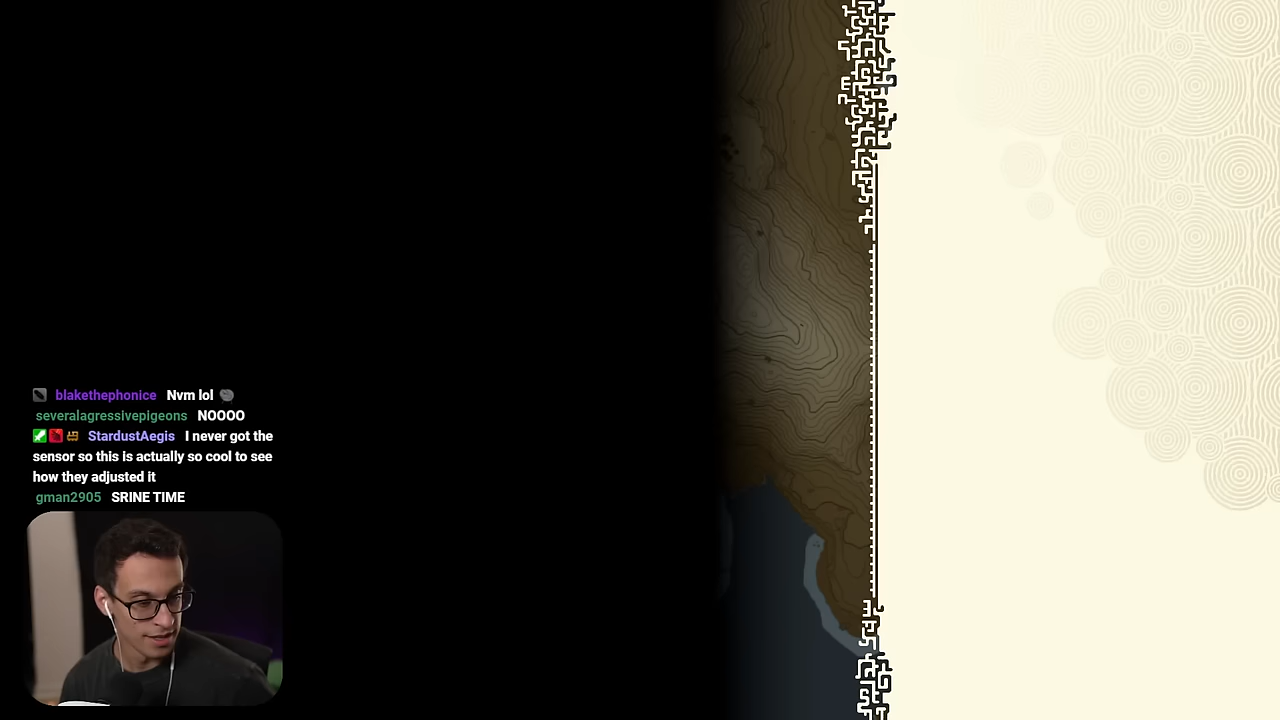 blakethephonice Nvm lol
severalagressivepigeons NOOOO
StardustAegis I never got the
sensor so this is actually so cool to see
how they adjusted it
gman2905 SRINE TIME